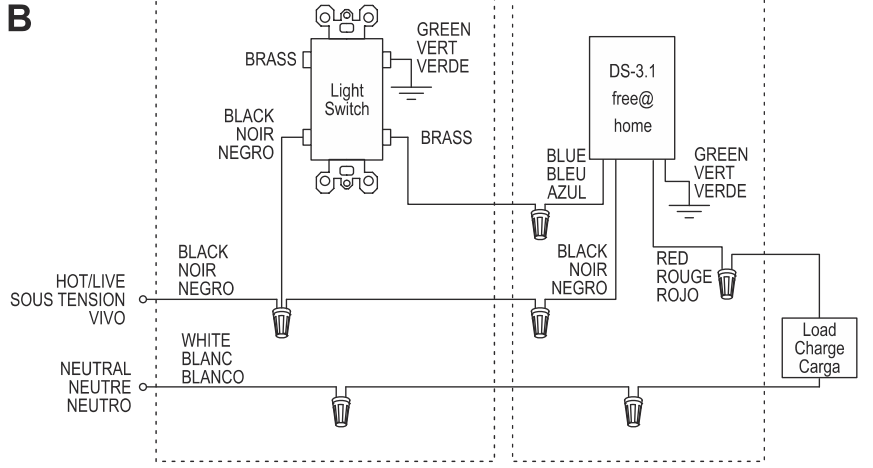 B
BRASS
GREEN
VERT
VERDE
Light
Switch
BLACK
NOIR
NEGRO
BRASS
DS-3.1
free@
home
BLUE
BLEU
AZUL
GREEN
VERT
VERDE
HOT/LIVE
SOUS TENSION
VIVO
BLACK
NOIR
NEGRO
BLACK
NOIR
NEGRO
RED
ROUGE
ROJO
Load
Charge
Carga
NEUTRAL
NEUTRE
NEUTRO
WHITE
BLANC
BLANCO